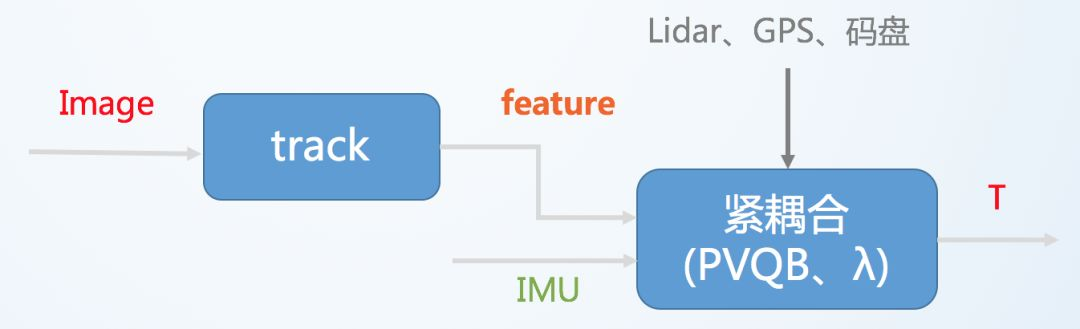 Lidar、GPS、码盘
Image
track
feature
紧耦合
(PVQB、λ)
T
IMU